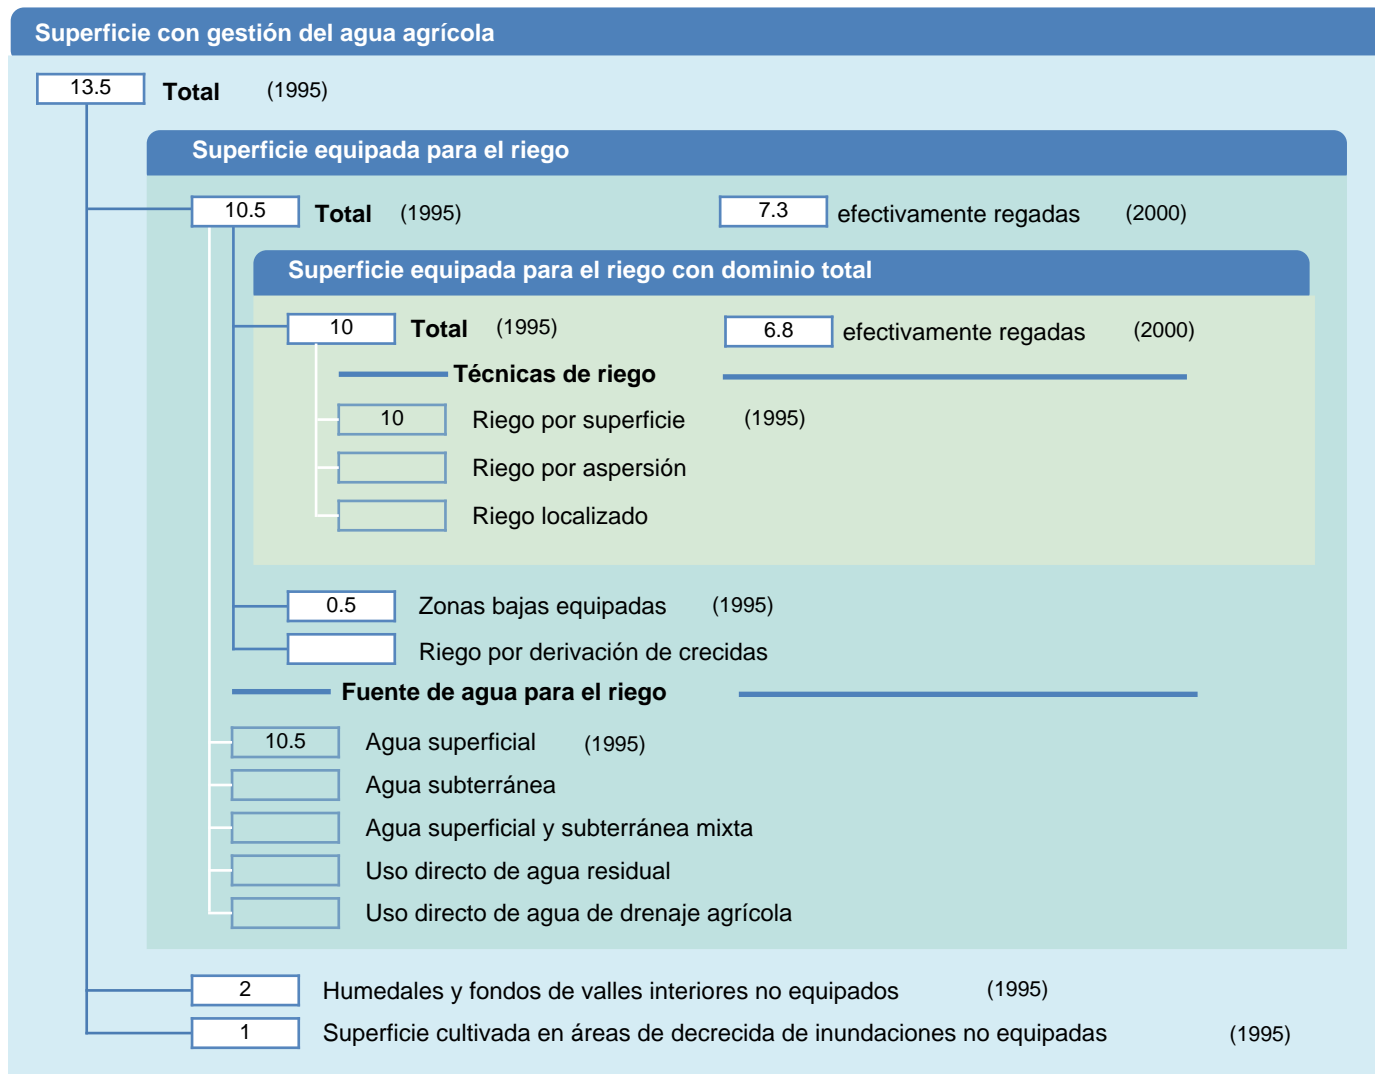 Superficie con gestión del agua agrícola
13.5 Total (1995)
Superficie equipada para el riego
10.5 Total (1995) 7.3 efectivamente regadas (2000)
Superficie equipada para el riego con dominio total
10 Total (1995) 6.8 efectivamente regadas (2000)
Técnicas de riego
10 Riego por superficie (1995)
Riego por aspersión
Riego localizado
0.5 Zonas bajas equipadas (1995)
Riego por derivación de crecidas
Fuente de agua para el riego
10.5 Agua superficial (1995)
Agua subterránea
Agua superficial y subterránea mixta
Uso directo de agua residual
Uso directo de agua de drenaje agrícola
2 Humedales y fondos de valles interiores no equipados (1995)
1 Superficie cultivada en áreas de decrecida de inundaciones no equipadas (1995)